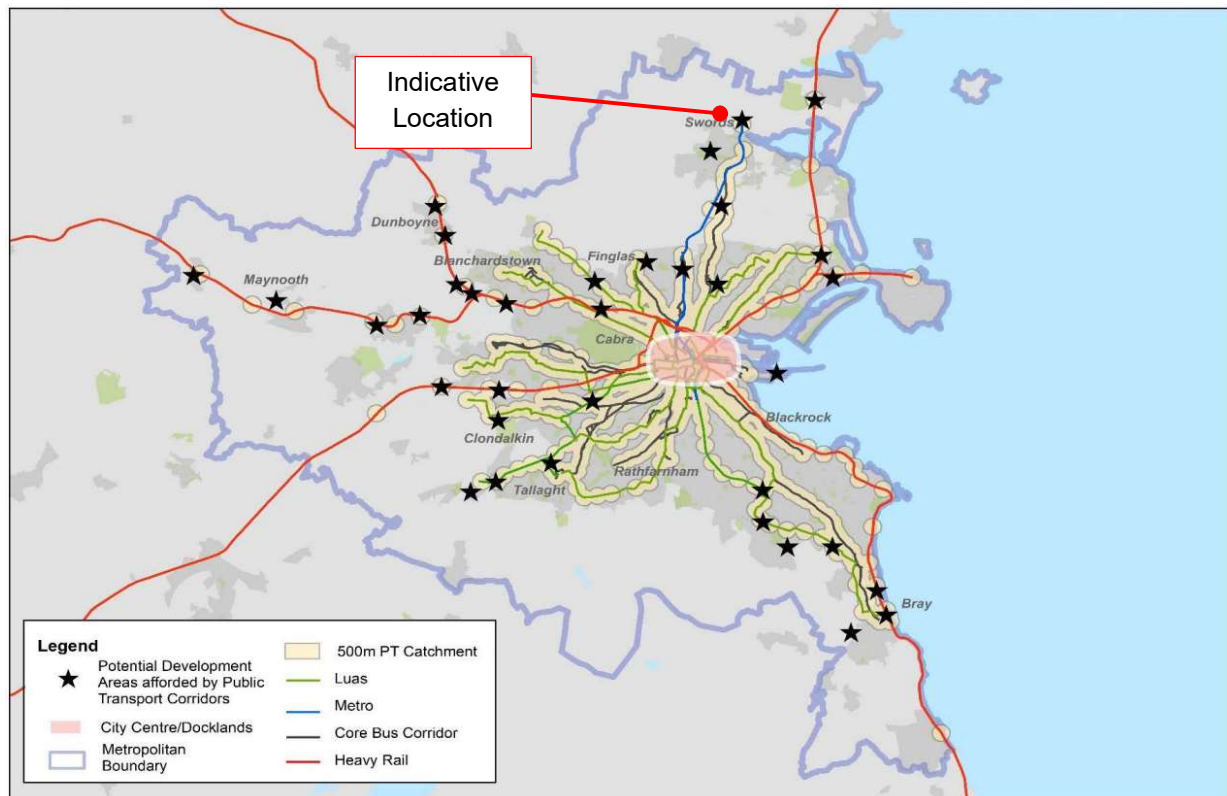 Indicative
Location
Swords
Dunboyne
Blanchardstown
Finglas
Maynooth
Cabra
Blackrock
Clondalkin
Rathfarnham
Tallaght
Bray
Legend
Potential Development
Areas afforded by Public
Transport Corridors
City Centre/Docklands
Metropolitan
Boundary
500m PT Catchment
Luas
Metro
Core Bus Corridor
Heavy Rail